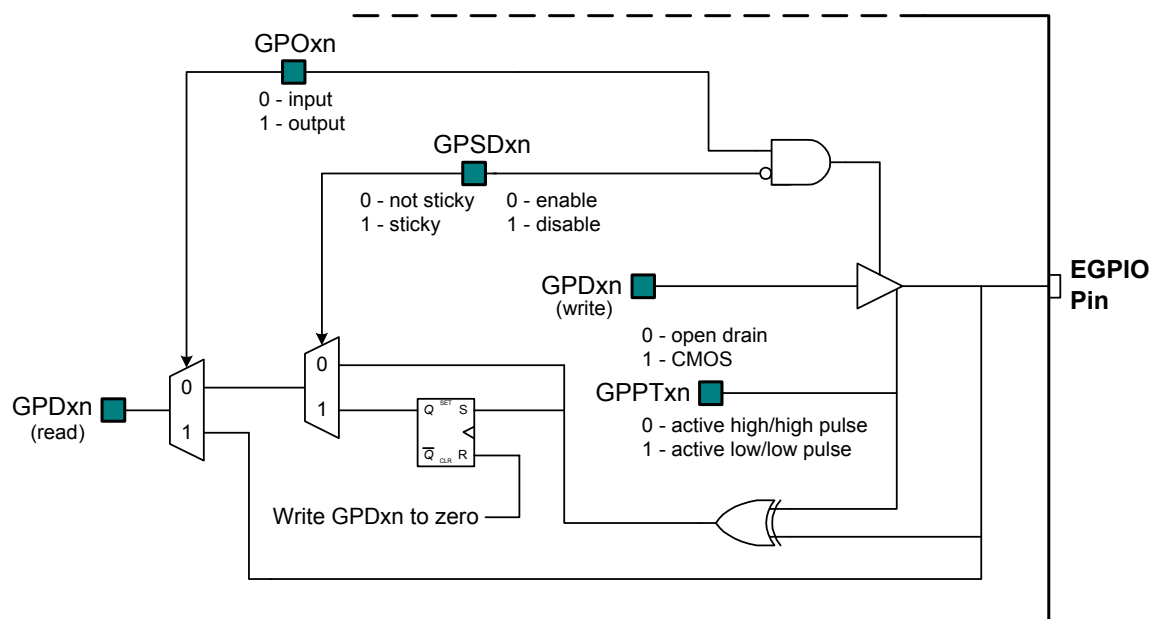 GPOxn
0 - input
1 - output
GPSDxn
0 - not sticky
1 - sticky
0 - enable
1 - disable
GPDxn
(write)
EGPIO
Pin
0 - open drain
1 - CMOS
GPPTxn
0 - active high/high pulse
1 - active low/low pulse
0
1
0
1
GPDxn
(read)
Q SET S
Q CLR R
Write GPDxn to zero